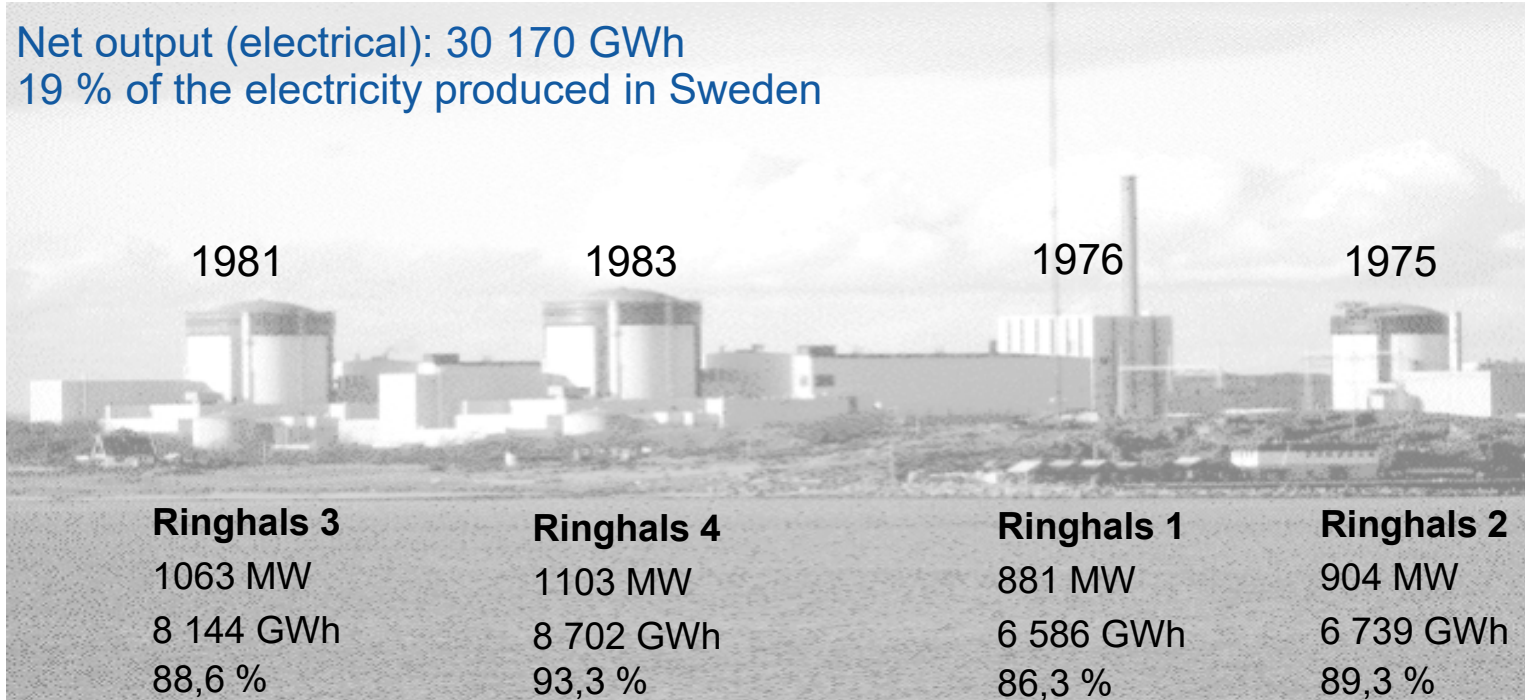 Net output (electrical): 30 170 GWh
19 % of the electricity produced in Sweden
1981
1983
1976
1975
Ringhals 3
1063 MW
8 144 GWh
88,6 %
Ringhals 4
1103 MW
8 702 GWh
93,3 %
Ringhals 1
881 MW
6 586 GWh
86,3 %
Ringhals 2
904 MW
6 739 GWh
89,3 %